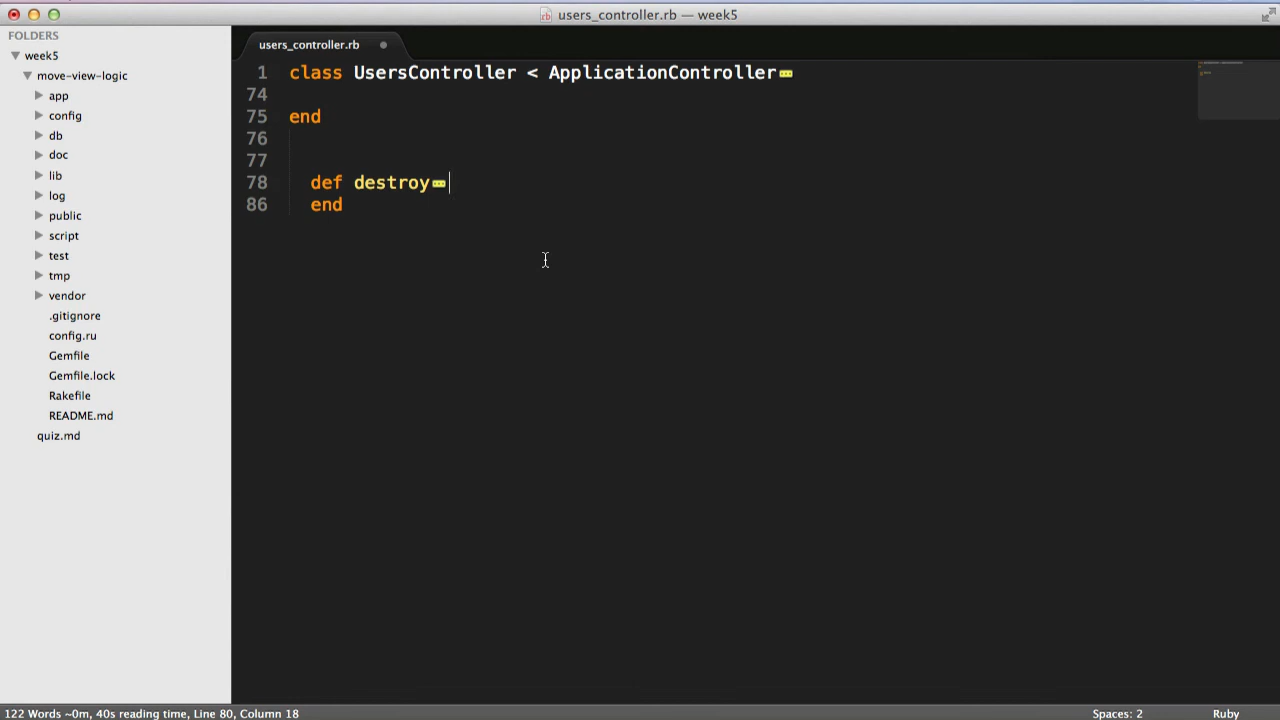 users_controller.rb — week5
FOLDERS
week5
move-view-logic
app
config
db
doc
lib
log
public
script
test
tmp
vendor
.gitignore
config.ru
Gemfile
Gemfile.lock
Rakefile
README.md
quiz.md
users_controller.rb
1 class UsersController < ApplicationController
74
75 end
76
77
78 def destroy
86 end
122 Words ~0m, 40s reading time, Line 80, Column 18
Spaces: 2
Ruby